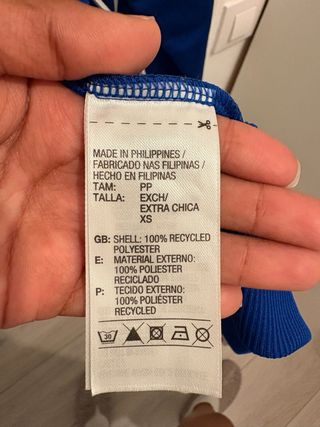 MADE IN PHILIPPINES /
FABRICADO NAS FILIPINAS /
HECHO EN FILIPINAS
TAM: PP
TALLA: EXCH/
EXTRA CHICA
XS
GB: SHELL: 100% RECYCLED
POLYESTER
E: MATERIAL EXTERNO:
100% POLIESTER
RECICLADO
P: TECIDO EXTERNO:
100% POLIÉSTER
RECYCLED
30